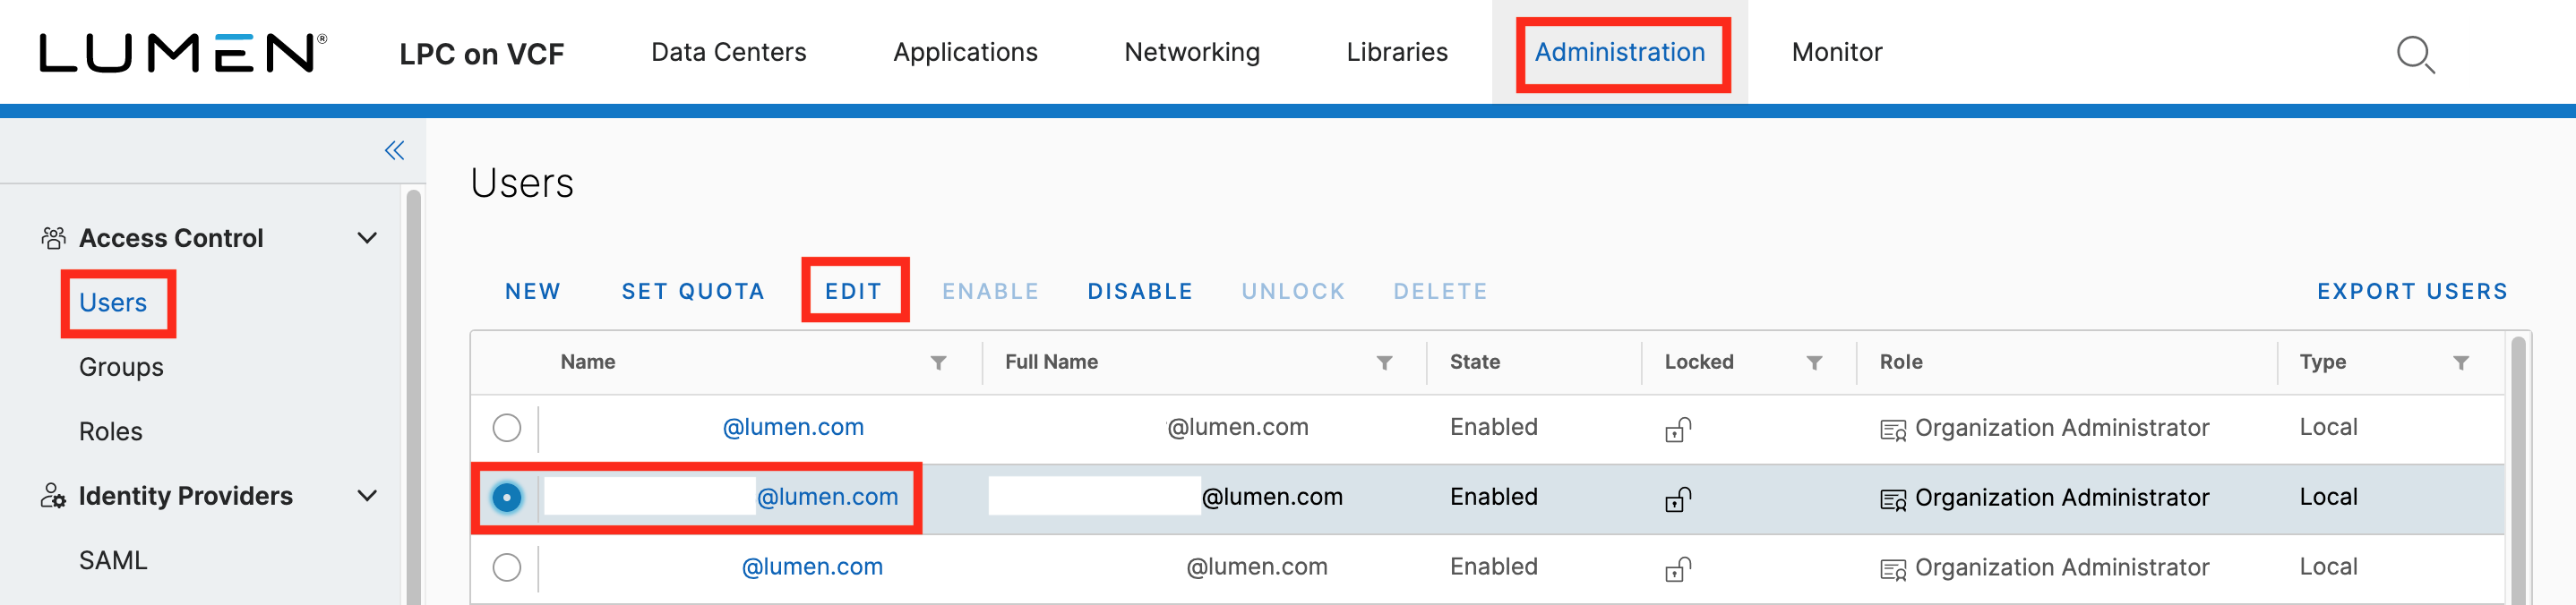 LUMEN® LPC on VCF Data Centers Applications Networking Libraries Administration Monitor
Users
Access Control
Users
Groups
Roles
Identity Providers
SAML
NEW SET QUOTA EDIT ENABLE DISABLE UNLOCK DELETE EXPORT USERS
Name Full Name State Locked Role Type
@lumen.com @lumen.com Enabled Organization Administrator Local
@lumen.com @lumen.com Enabled Organization Administrator Local
@lumen.com @lumen.com Enabled Organization Administrator Local